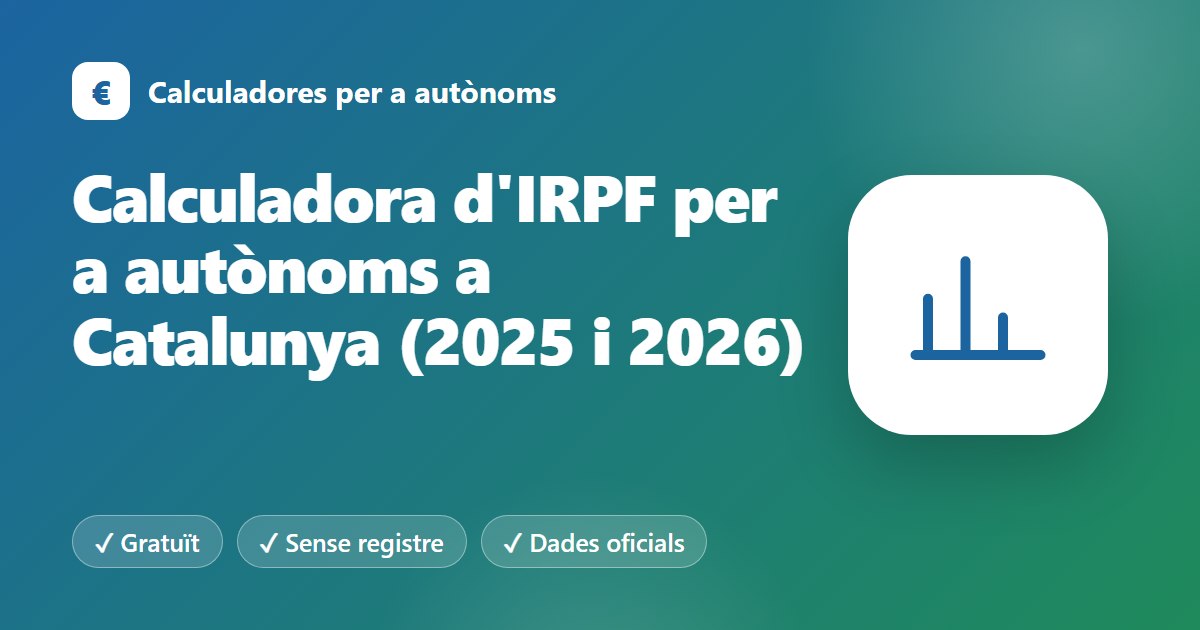 €
Calculadores per a autònoms
Calculadora d'IRPF per
a autònoms a
Catalunya (2025 i 2026)
✓ Gratuït
✓ Sense registre
✓ Dades oficials